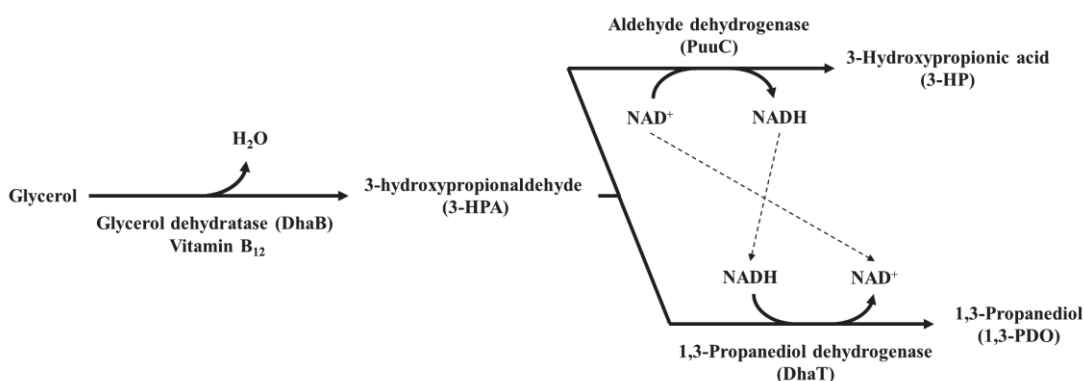 Aldehyde dehydrogenase
(PuuC)
3-Hydroxypropionic acid
(3-HP)
NAD⁺
NADH
H₂O
Glycerol
3-hydroxypropionaldehyde
(3-HPA)
Glycerol dehydratase (DhaB)
Vitamin B₁₂
NADH
NAD⁺
1,3-Propanediol
(1,3-PDO)
1,3-Propanediol dehydrogenase
(DhaT)